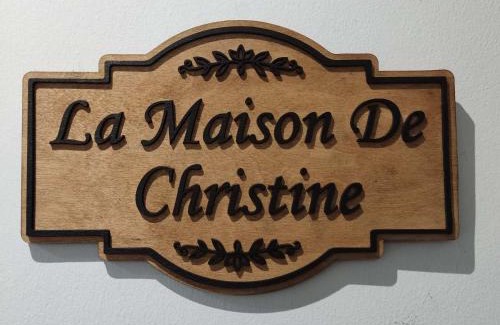 La Maison De
Christine